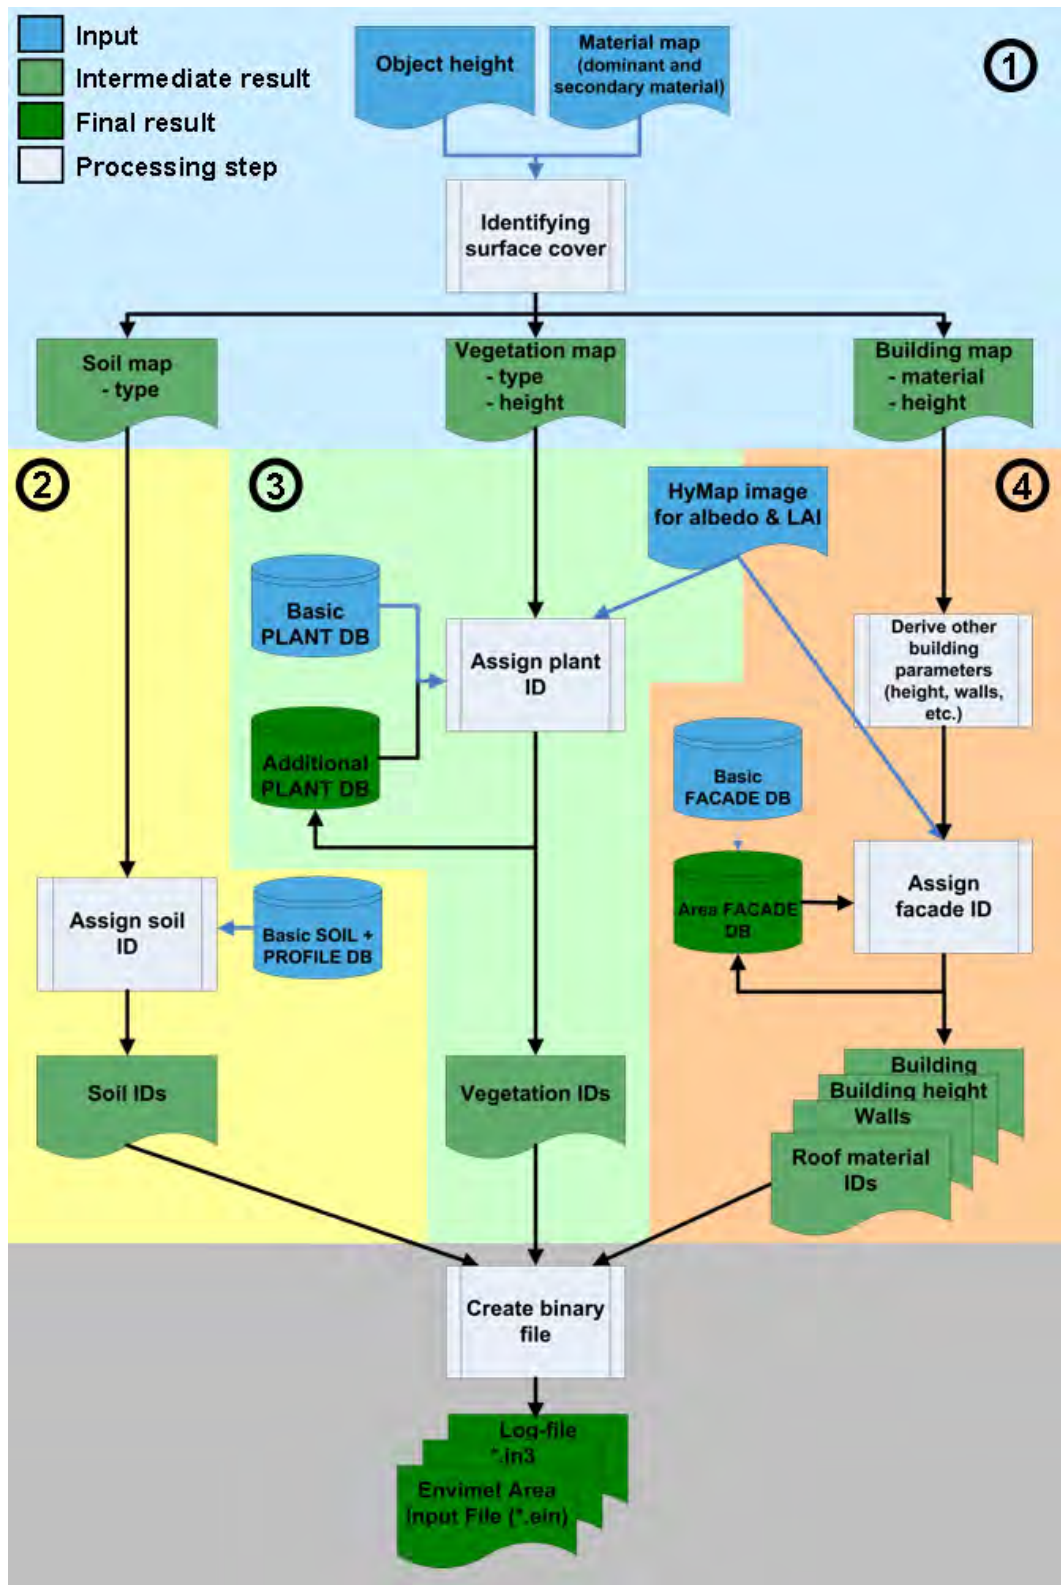 Input
Intermediate result
Final result
Processing step
Object height
Material map
(dominant and
secondary material)
1
Identifying
surface cover
Soil map
- type
Vegetation map
- type
- height
Building map
- material
- height
2
3
4
HyMap image
for albedo & LAI
Basic
PLANT DB
Assign plant
ID
Derive other
building
parameters
(height, walls,
etc.)
Additional
PLANT DB
Basic
FACADE DB
Assign soil
ID
Basic SOIL +
PROFILE DB
Area FACADE
DB
Assign
facade ID
Soil IDs
Vegetation IDs
Building
Building height
Walls
Roof material
IDs
Create binary
file
Log-file
*.in3
Envimet Area
Input File (*.ein)